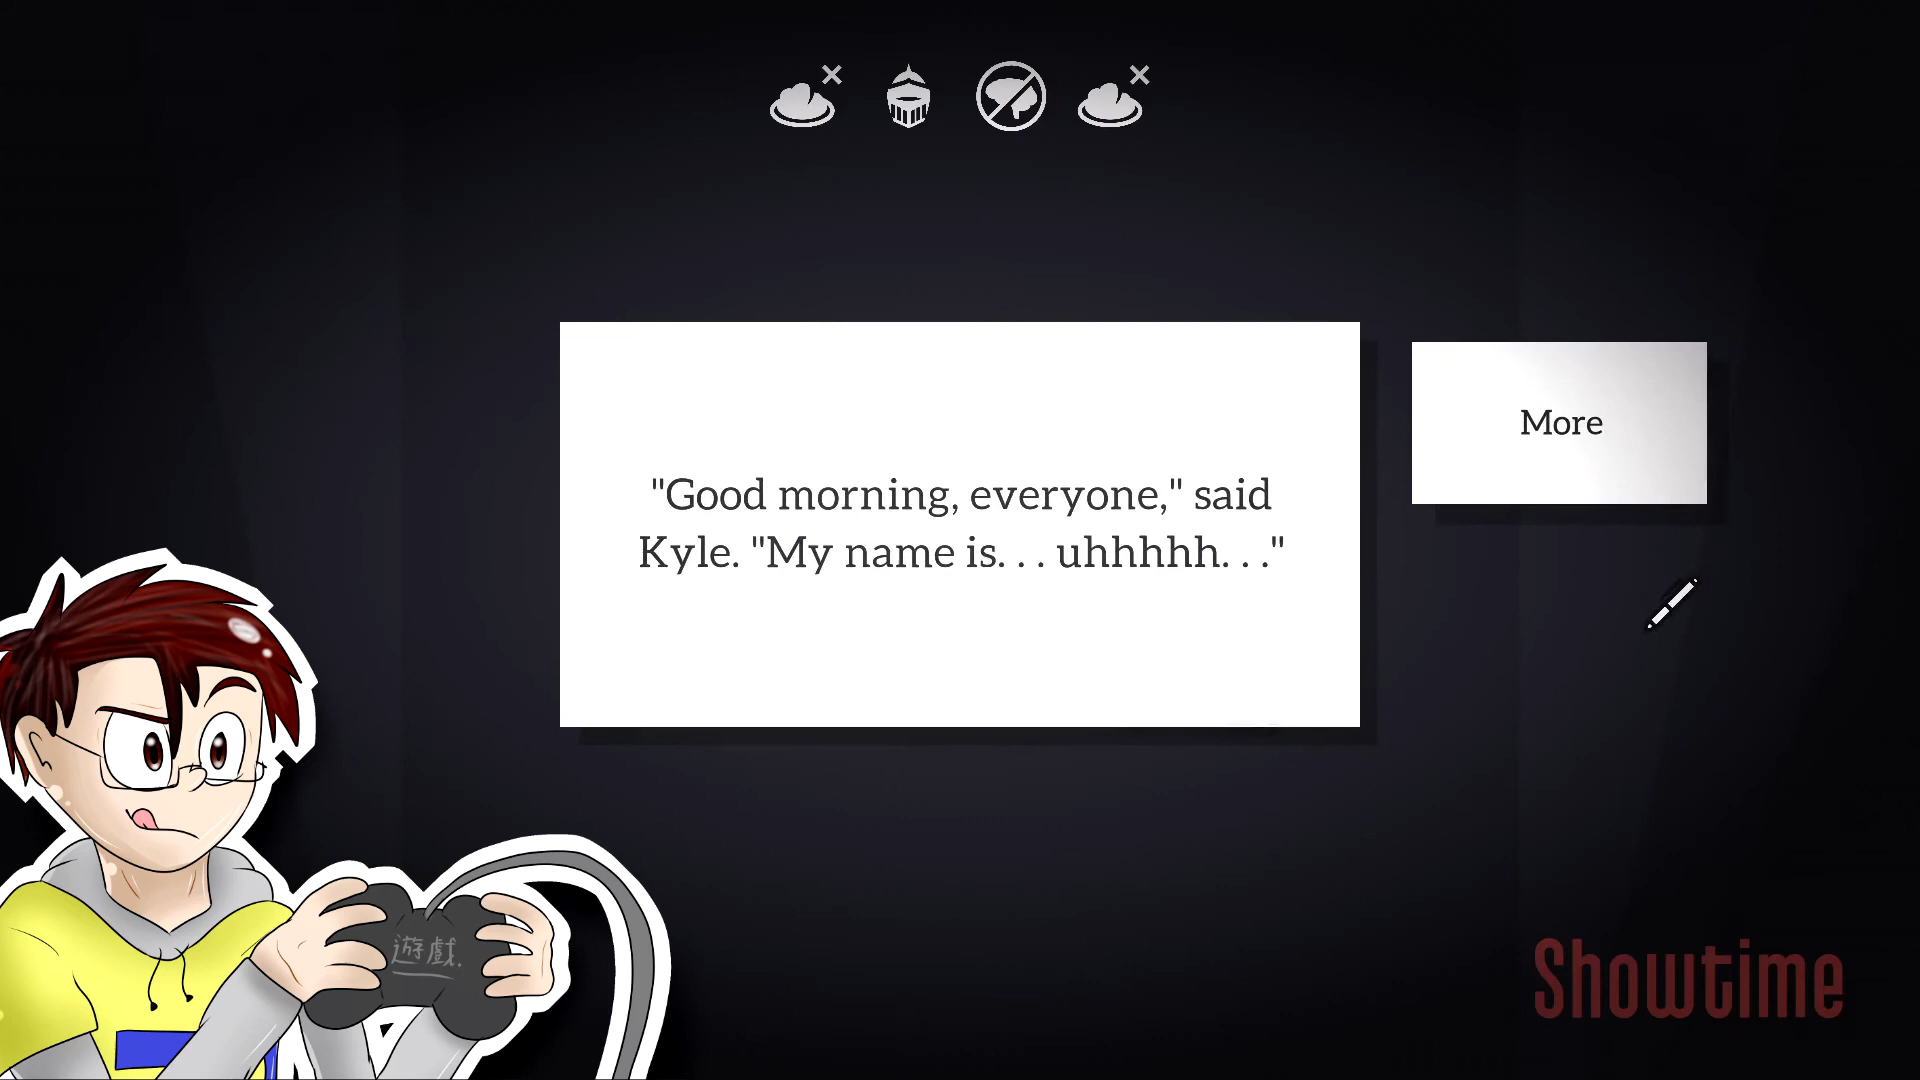 "Good morning, everyone," said
Kyle. "My name is. . . uhhhhh. . ."
More
遊戲.
Showtime